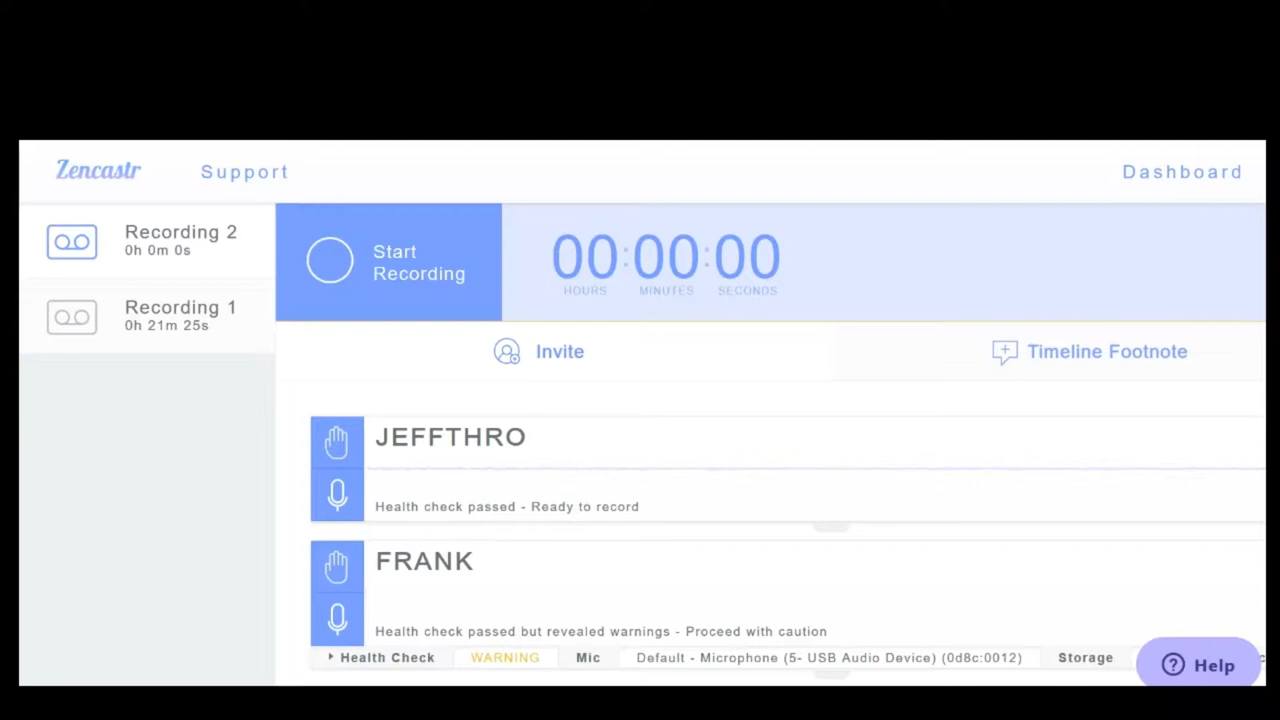 Zencastr Support Dashboard
Recording 2
0h 0m 0s
Recording 1
0h 21m 25s
Start
Recording
00:00:00
HOURS MINUTES SECONDS
Invite
Timeline Footnote
JEFFTHRO
Health check passed - Ready to record
FRANK
Health check passed but revealed warnings - Proceed with caution
Health Check WARNING Mic Default - Microphone (5- USB Audio Device) (0d8c:0012) Storage
Help